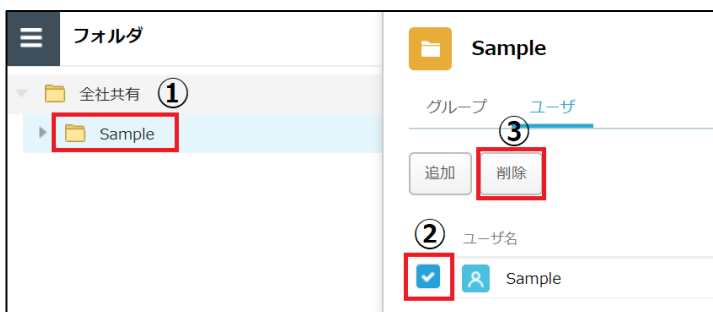 フォルダ
全社共有 ①
Sample
Sample
グループ ユーザ
③
追加 削除
② ユーザ名
Sample